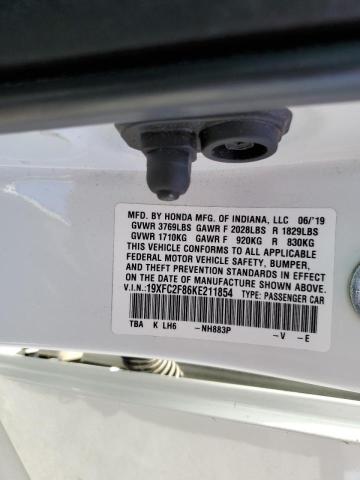 MFD. BY HONDA MFG. OF INDIANA, LLC 06/'19
GVWR 3769LBS GAWR F 2028LBS R 1829LBS
GVWR 1710KG GAWR F 920KG R 830KG
THIS VEHICLE CONFORMS TO ALL APPLICABLE
FEDERAL MOTOR VEHICLE SAFETY, BUMPER,
AND THEFT PREVENTION STANDARDS IN EFFECT
ON THE DATE OF MANUFACTURE SHOWN ABOVE.
V.I.N.:19XFC2F86KE211854 TYPE: PASSENGER CAR
TBA K LH6 -NH883P -V -E